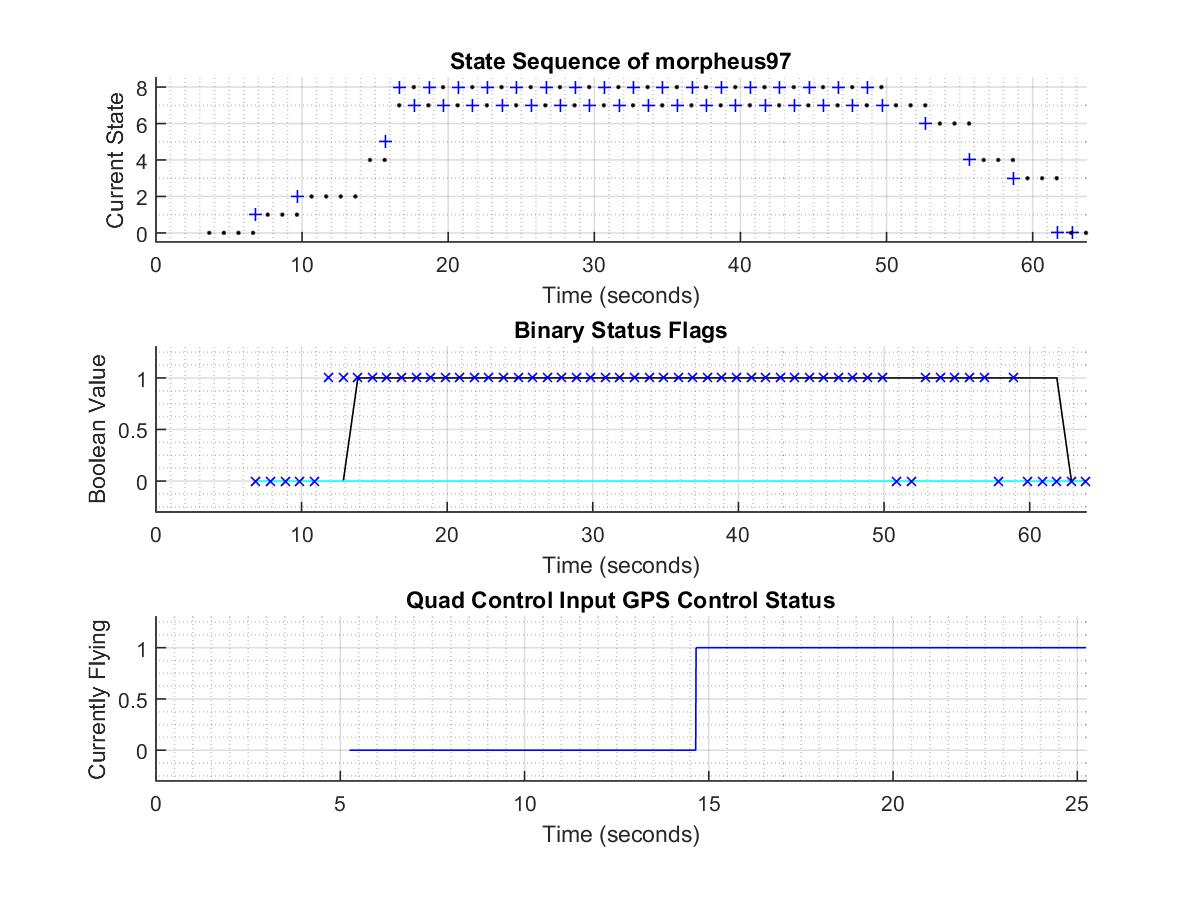 State Sequence of morpheus97
Current State
8
6
4
2
0
0 10 20 30 40 50 60
Time (seconds)
Binary Status Flags
Boolean Value
1
0.5
0
0 10 20 30 40 50 60
Time (seconds)
Quad Control Input GPS Control Status
Currently Flying
1
0.5
0
0 5 10 15 20 25
Time (seconds)